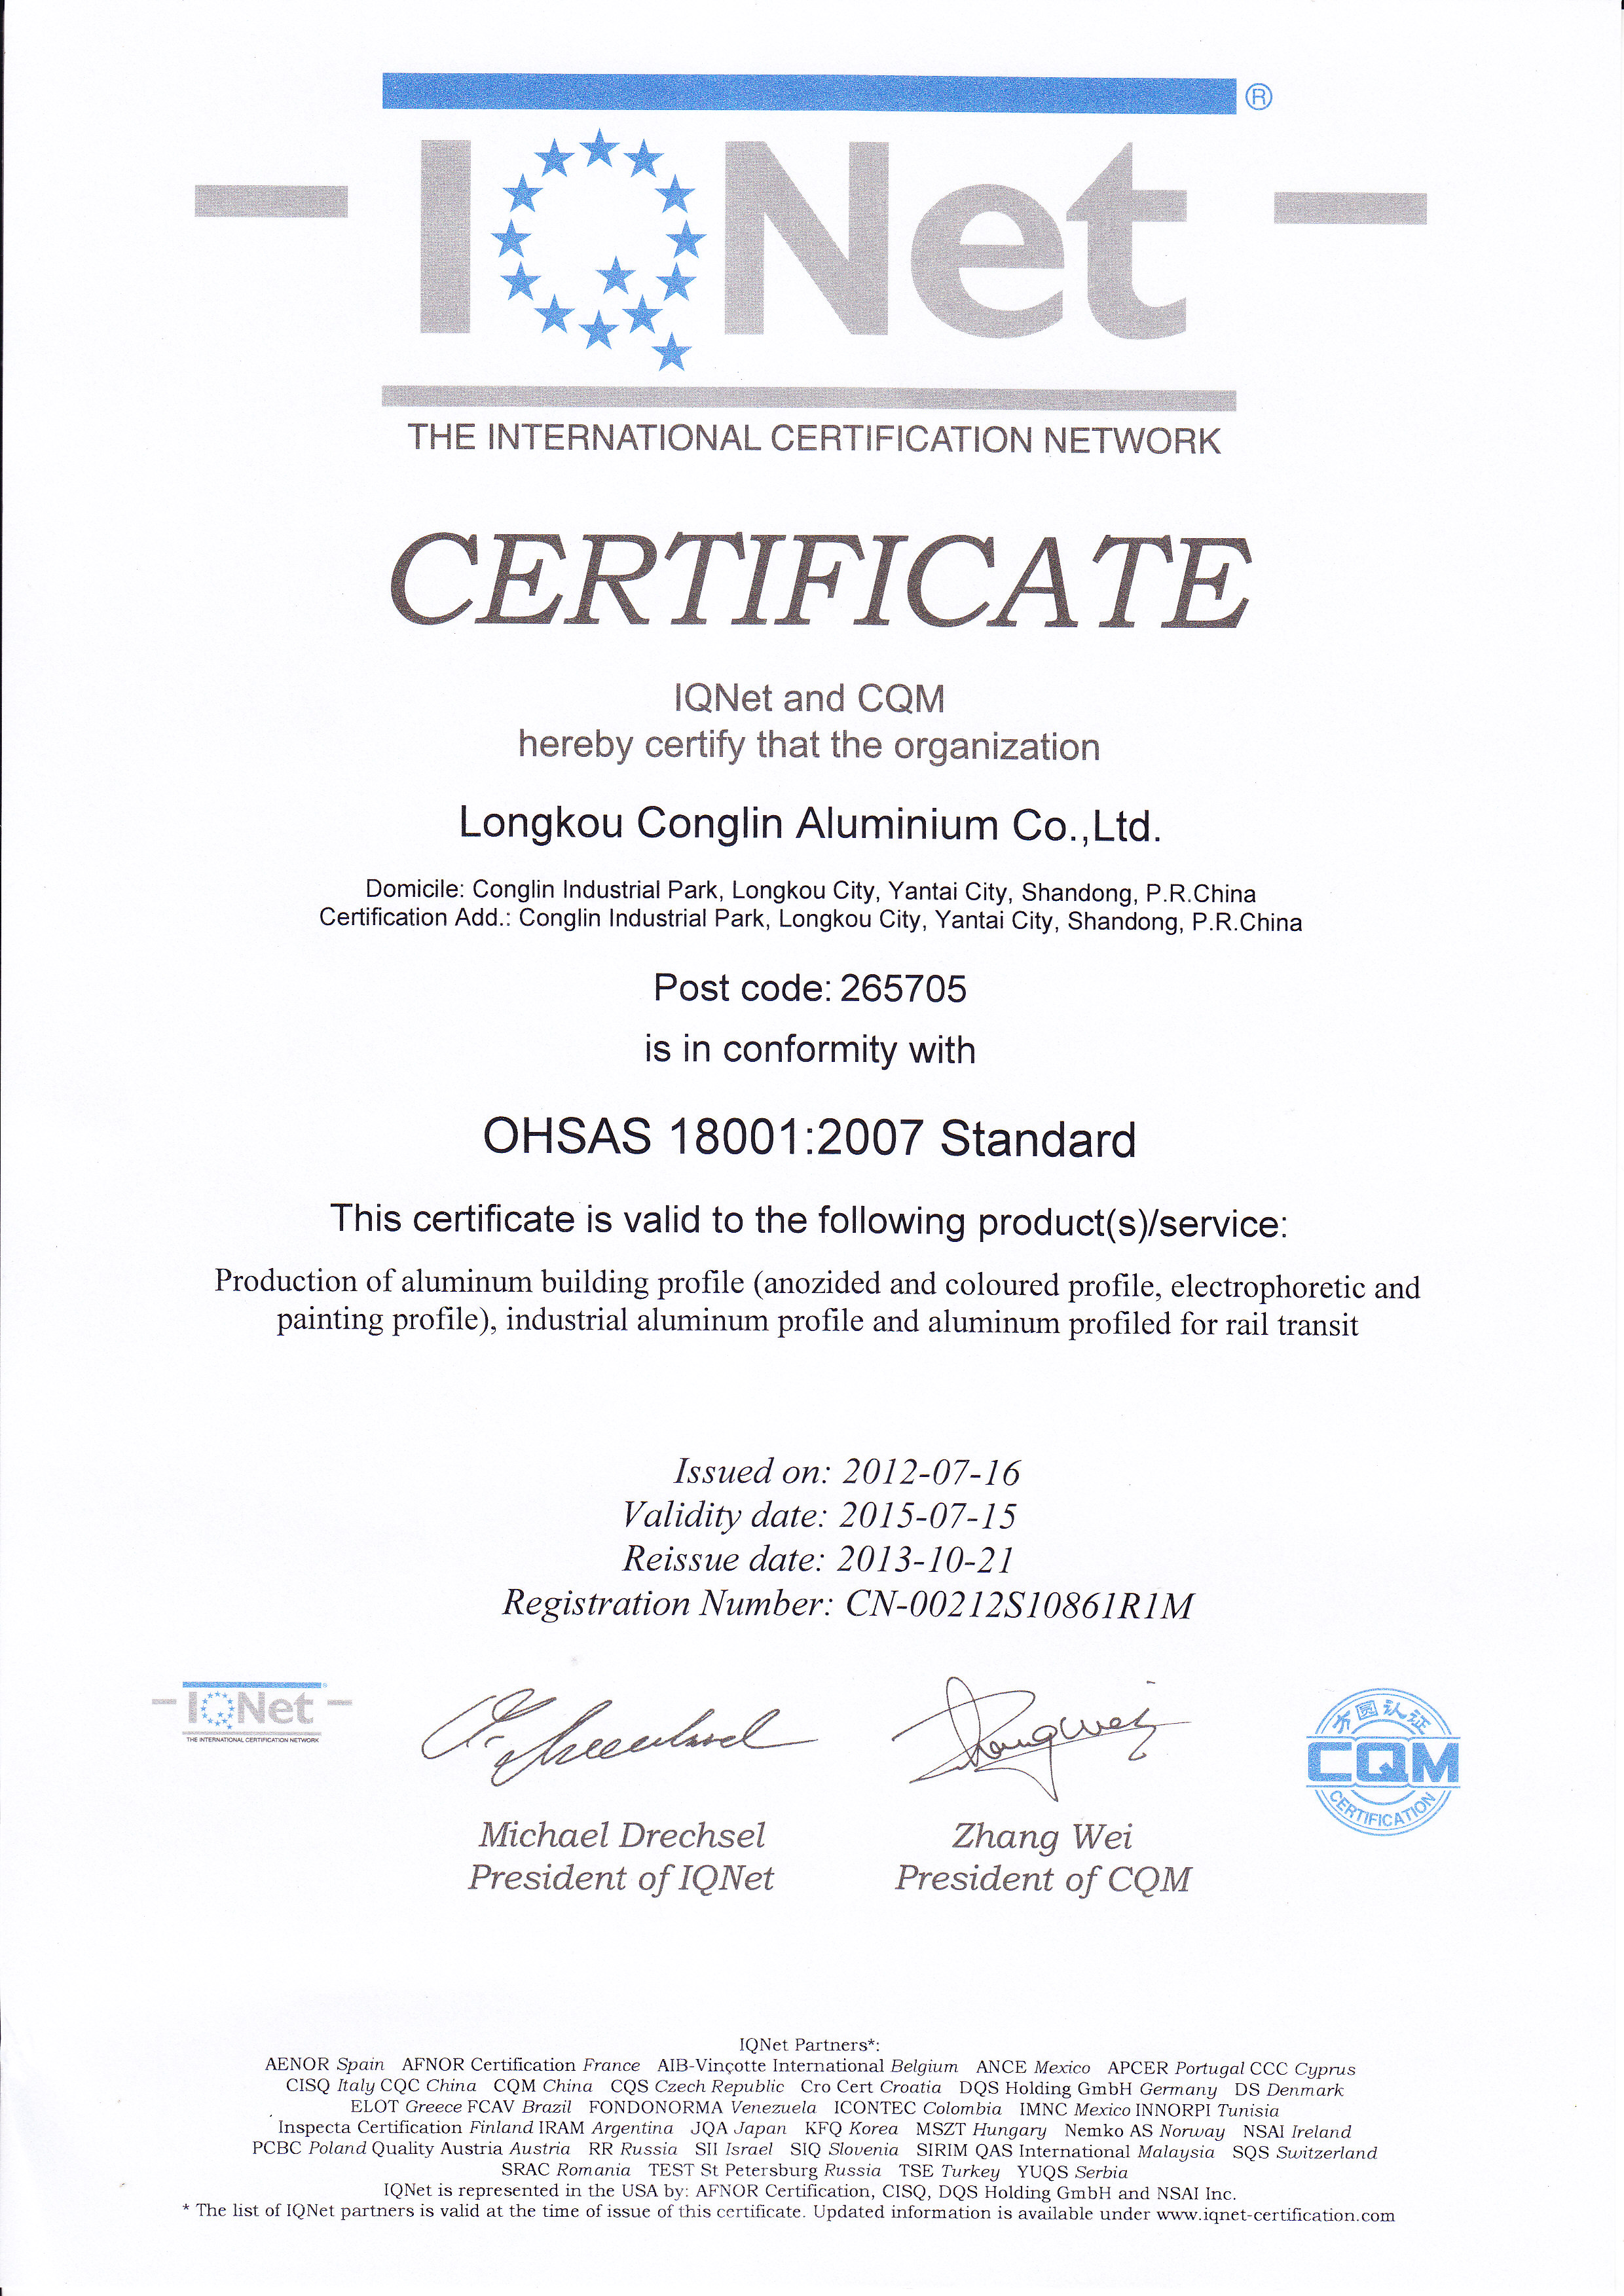 IQNet ®
THE INTERNATIONAL CERTIFICATION NETWORK
CERTIFICATE
IQNet and CQM
hereby certify that the organization
Longkou Conglin Aluminium Co.,Ltd.
Domicile: Conglin Industrial Park, Longkou City, Yantai City, Shandong, P.R.China
Certification Add.: Conglin Industrial Park, Longkou City, Yantai City, Shandong, P.R.China
Post code: 265705
is in conformity with
OHSAS 18001:2007 Standard
This certificate is valid to the following product(s)/service:
Production of aluminum building profile (anozided and coloured profile, electrophoretic and
painting profile), industrial aluminum profile and aluminum profiled for rail transit
Issued on: 2012-07-16
Validity date: 2015-07-15
Reissue date: 2013-10-21
Registration Number: CN-00212S10861R1M
IQNet
THE INTERNATIONAL CERTIFICATION NETWORK
Zhang Wei
方圆认证
CQM
CERTIFICATION
Michael Drechsel
President of IQNet
Zhang Wei
President of CQM
IQNet Partners*:
AENOR Spain AFNOR Certification France AIB-Vinçotte International Belgium ANCE Mexico APCER Portugal CCC Cyprus
CISQ Italy CQC China CQM China CQS Czech Republic Cro Cert Croatia DQS Holding GmbH Germany DS Denmark
ELOT Greece FCAV Brazil FONDONORMA Venezuela ICONTEC Colombia IMNC Mexico INNORPI Tunisia
Inspecta Certification Finland IRAM Argentina JQA Japan KFQ Korea MSZT Hungary Nemko AS Norway NSAI Ireland
PCBC Poland Quality Austria Austria RR Russia SII Israel SIQ Slovenia SIRIM QAS International Malaysia SQS Switzerland
SRAC Romania TEST St Petersburg Russia TSE Turkey YUQS Serbia
IQNet is represented in the USA by: AFNOR Certification, CISQ, DQS Holding GmbH and NSAI Inc.
* The list of IQNet partners is valid at the time of issue of this certificate. Updated information is available under www.iqnet-certification.com